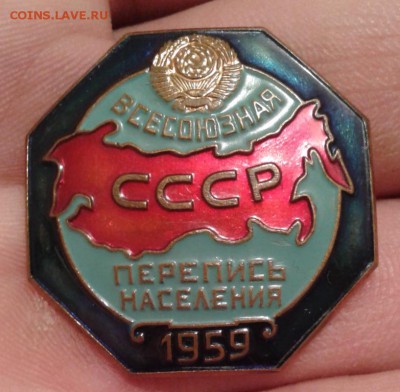 COINS.LAVE.RU
ВСЕСОЮЗНАЯ
СССР
ПЕРЕПИСЬ
НАСЕЛЕНИЯ
1959